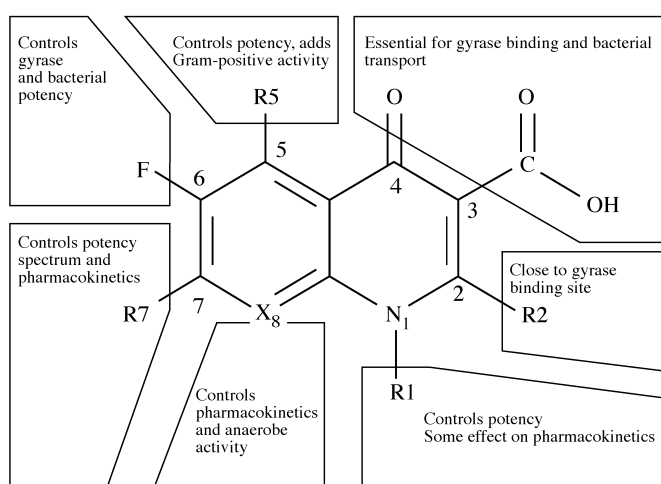 Controls
gyrase
and bacterial
potency
Controls potency, adds
Gram-positive activity
Essential for gyrase binding and bacterial
transport
R5
O
O
5
F
6
4
C
3
OH
Controls potency
spectrum and
pharmacokinetics
Close to gyrase
binding site
7
2
R7
X8
N1
R2
R1
Controls
pharmacokinetics
and anaerobe
activity
Controls potency
Some effect on pharmacokinetics